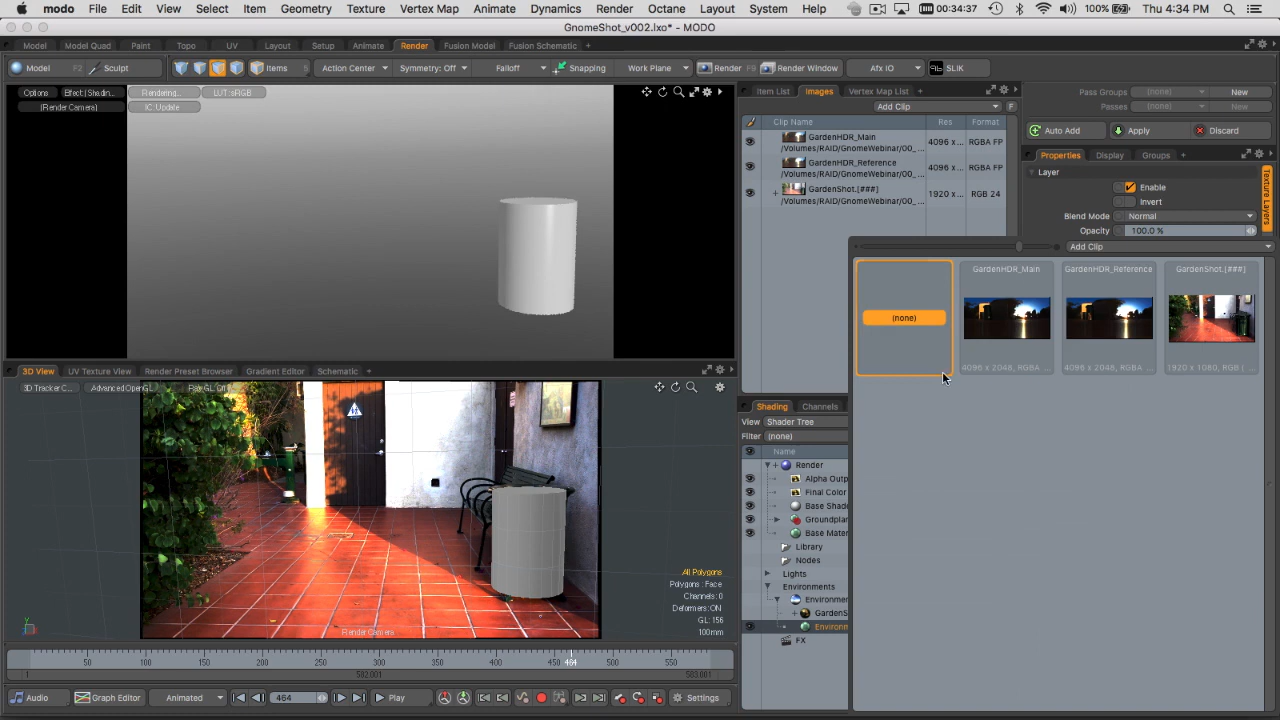 modo File Edit View Select Item Geometry Texture Vertex Map Animate Dynamics Render Octane Layout System Help 00:34:37 100% Thu 4:34 PM
GnomeShot_v002.lxo* - MODO
Model Model Quad Paint Topo UV Layout Setup Animate Render Fusion Model Fusion Schematic +
Model F2 Sculpt Items Action Center Symmetry: Off Falloff Snapping Work Plane Render F9 Render Window Afx IO SLIK
Options Effect (Shadin... Rendering... LUT: sRGB
(Render Camera) IC: Update
Item List Images Vertex Map List +
Add Clip F
Clip Name Res Format
GardenHDR_Main
/Volumes/RAID/GnomeWebinar/00_... 4096 x... RGBA FP
GardenHDR_Reference
/Volumes/RAID/GnomeWebinar/00_... 4096 x... RGBA FP
+ GardenShot.[###]
/Volumes/RAID/GnomeWebinar/00_... 1920 x... RGB 24
Pass Groups (none) New
Passes (none) New
Auto Add Apply Discard
Properties Display Groups +
Layer
Enable
Invert
Blend Mode Normal
Opacity 100.0 %
Texture Layers
Add Clip
(none)
GardenHDR_Main
4096 x 2048, RGBA ...
GardenHDR_Reference
4096 x 2048, RGBA ...
GardenShot.[###]
1920 x 1080, RGB ( ...
3D View UV Texture View Render Preset Browser Gradient Editor Schematic +
3D Tracker C... Advanced OpenGL RayGL: Off
All Polygons
Polygons : Face
Channels: 0
Deformers: ON
GL: 156
100mm
Render Camera
Shading Channels
View Shader Tree
Filter (none)
Name
Render
Alpha Outp
Final Color
Base Shade
Groundplan
Base Mater
Library
Nodes
Lights
Environments
Environmen
GardenS
Environm
FX
50 100 150 200 250 300 350 400 450 464 500 550
1 582.001 583.001
Audio Graph Editor Animated 464 Play Settings